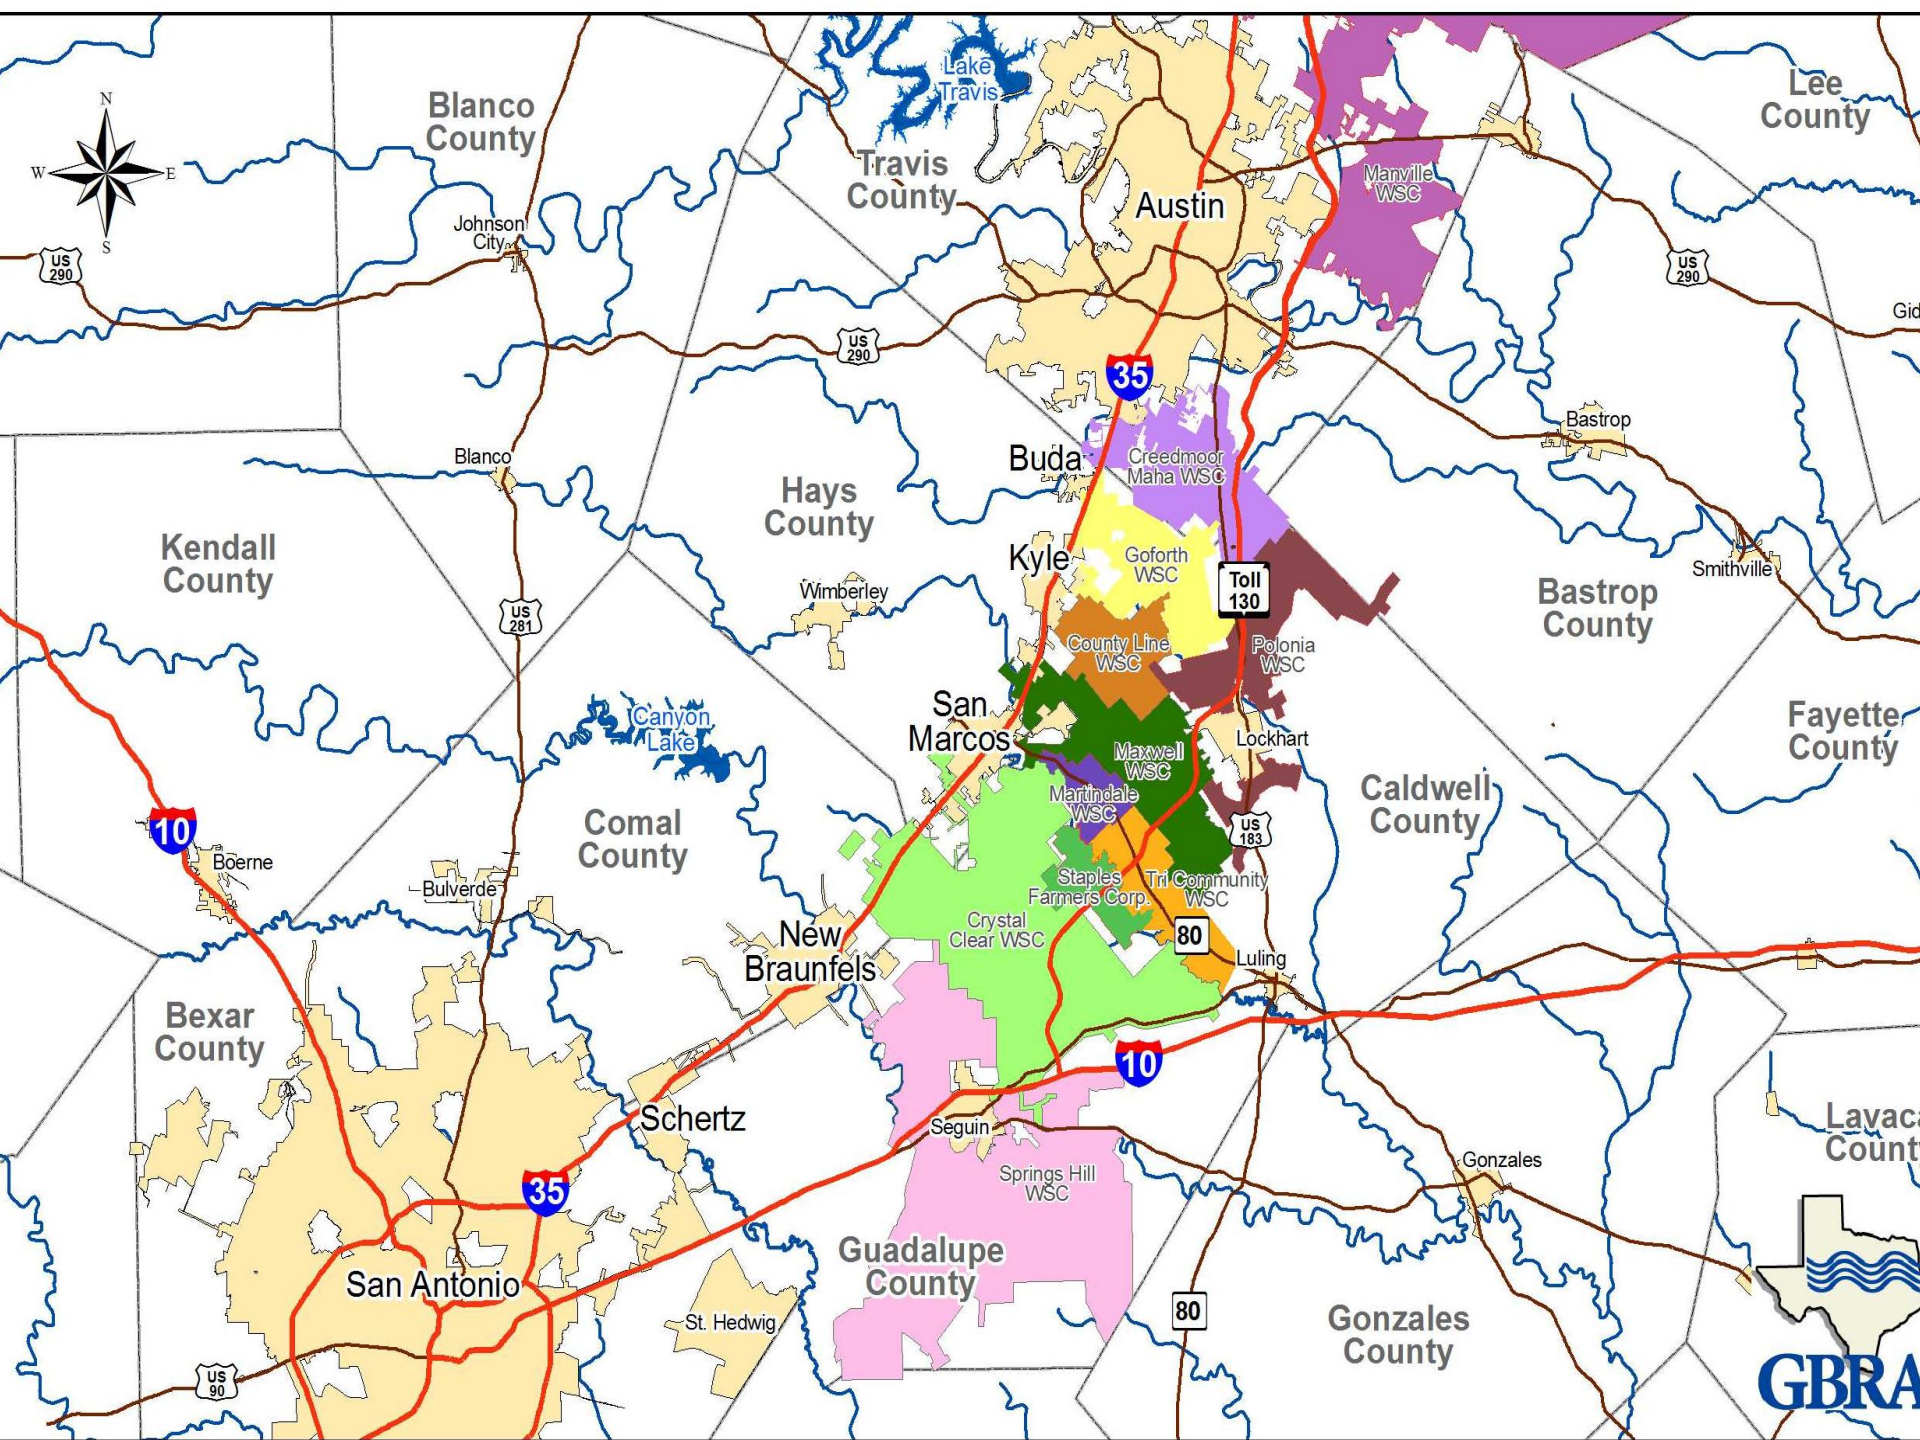 Lake
Travis
Lee
County
Blanco
County
N
W
E
S
Travis
County
Manville
WSC
Austin
Johnson
City
US
290
US
290
US
290
35
Bastrop
Buda
Creedmoor
Maha WSC
Blanco
Hays
County
Kendall
County
Kyle
Goforth
WSC
Toll
130
Smithville
Bastrop
County
Wimberley
US
281
County Line
WSC
Polonia
WSC
San
Marcos
Canyon
Lake
Fayette
County
Lockhart
Maxwell
WSC
Martindale
WSC
Caldwell
County
10
Comal
County
US
183
Boerne
Bulverde
Staples
Farmers Corp.
Tri Community
WSC
Crystal
Clear WSC
New
Braunfels
80
Luling
Bexar
County
10
Schertz
Seguin
Lavaca
Gonzales
Springs Hill
WSC
35
Guadalupe
County
San Antonio
St. Hedwig
80
Gonzales
County
US
90
GBRA